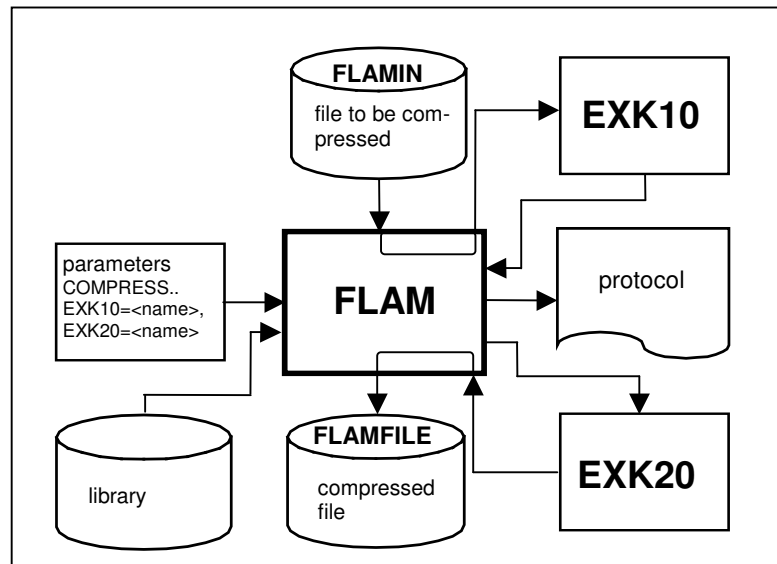 FLAMIN
file to be com-
pressed
EXK10
parameters
COMPRESS..
EXK10=<name>,
EXK20=<name>
FLAM
protocol
library
FLAMFILE
compressed
file
EXK20